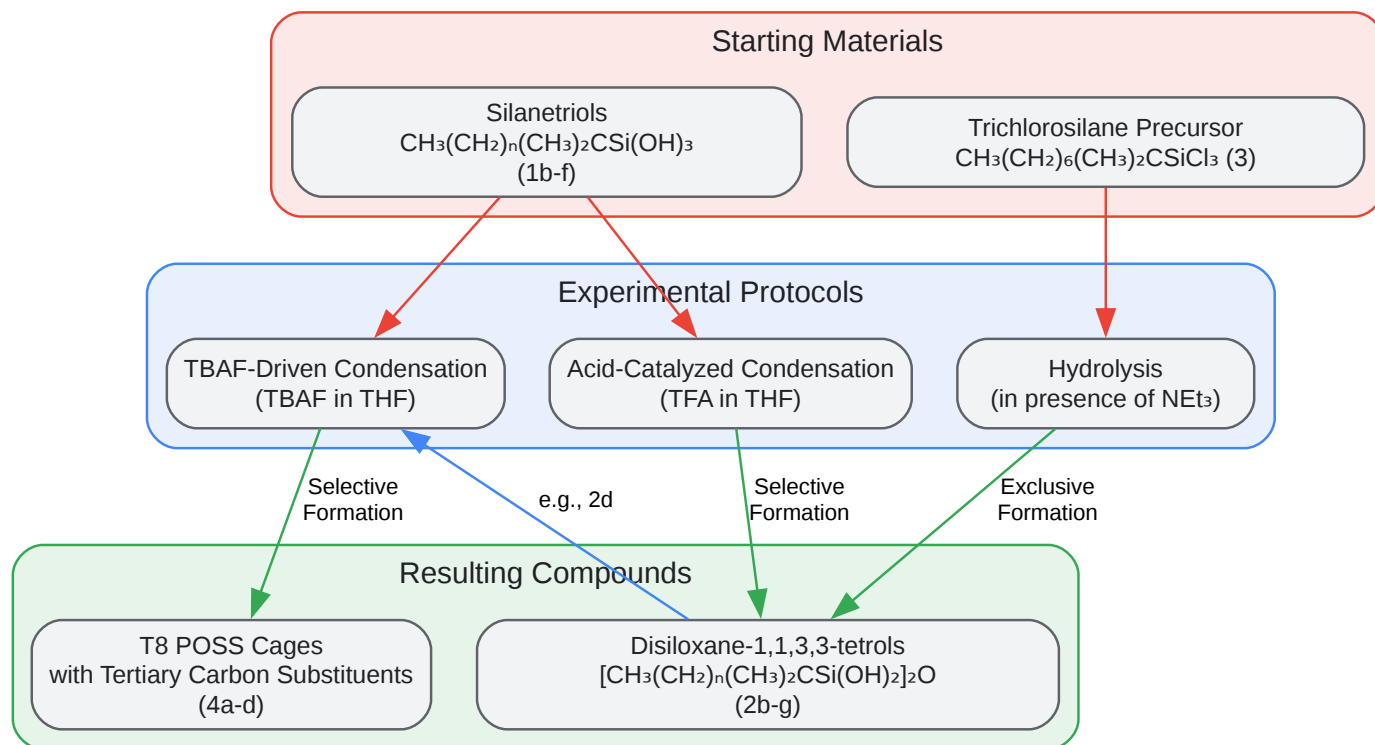 Starting Materials
Silanetriols
CH₃(CH₂)ₙ(CH₃)₂CSi(OH)₃
(1b-f)
Trichlorosilane Precursor
CH₃(CH₂)₆(CH₃)₂CSiCl₃ (3)
Experimental Protocols
TBAF-Driven Condensation
(TBAF in THF)
Acid-Catalyzed Condensation
(TFA in THF)
Hydrolysis
(in presence of NEt₃)
Selective
Formation
e.g., 2d
Selective
Formation
Exclusive
Formation
Resulting Compounds
T8 POSS Cages
with Tertiary Carbon Substituents
(4a-d)
Disiloxane-1,1,3,3-tetrols
[CH₃(CH₂)ₙ(CH₃)₂CSi(OH)₂]₂O
(2b-g)